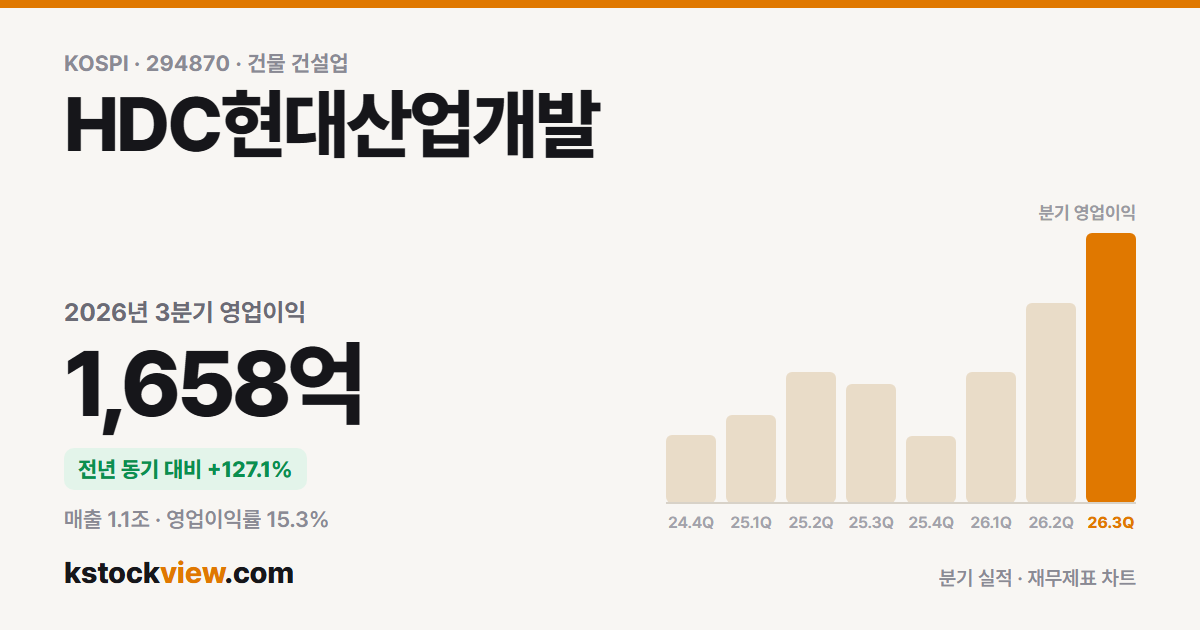 KOSPI · 294870 · 건물 건설업
HDC현대산업개발
분기 영업이익
2026년 3분기 영업이익
1,658억
전년 동기 대비 +127.1%
매출 1.1조 · 영업이익률 15.3%
24.4Q 25.1Q 25.2Q 25.3Q 25.4Q 26.1Q 26.2Q 26.3Q
kstockview.com
분기 실적 · 재무제표 차트